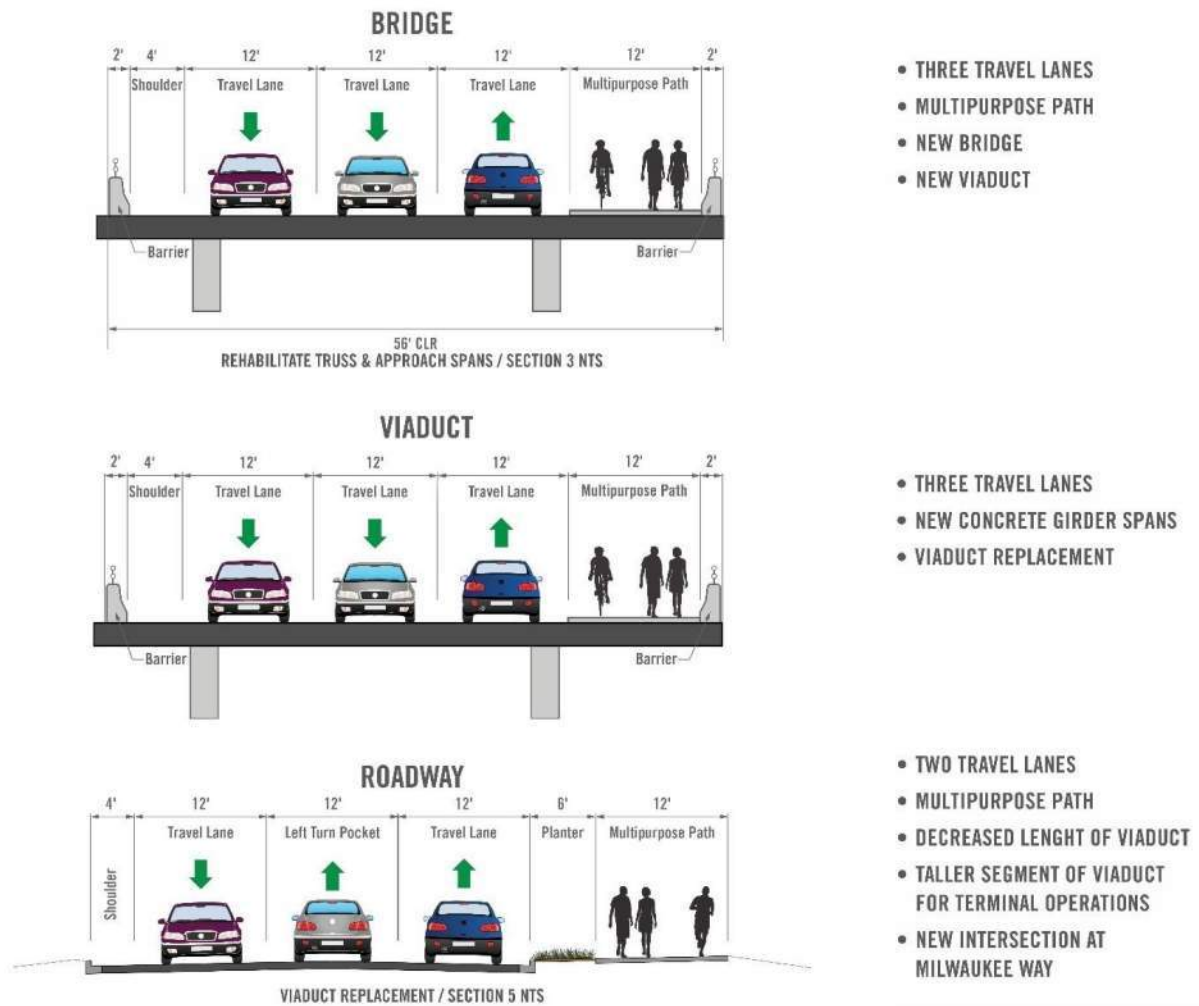 BRIDGE
2' 4' 12' 12' 12' 12' 2'
Shoulder Travel Lane Travel Lane Travel Lane Multipurpose Path
Barrier Barrier
56' CLR
REHABILITATE TRUSS & APPROACH SPANS / SECTION 3 NTS
• THREE TRAVEL LANES
• MULTIPURPOSE PATH
• NEW BRIDGE
• NEW VIADUCT
VIADUCT
2' 4' 12' 12' 12' 12' 2'
Shoulder Travel Lane Travel Lane Travel Lane Multipurpose Path
Barrier Barrier
• THREE TRAVEL LANES
• NEW CONCRETE GIRDER SPANS
• VIADUCT REPLACEMENT
ROADWAY
4' 12' 12' 12' 6' 12'
Shoulder Travel Lane Left Turn Pocket Travel Lane Planter Multipurpose Path
VIADUCT REPLACEMENT / SECTION 5 NTS
• TWO TRAVEL LANES
• MULTIPURPOSE PATH
• DECREASED LENGHT OF VIADUCT
• TALLER SEGMENT OF VIADUCT
FOR TERMINAL OPERATIONS
• NEW INTERSECTION AT
MILWAUKEE WAY